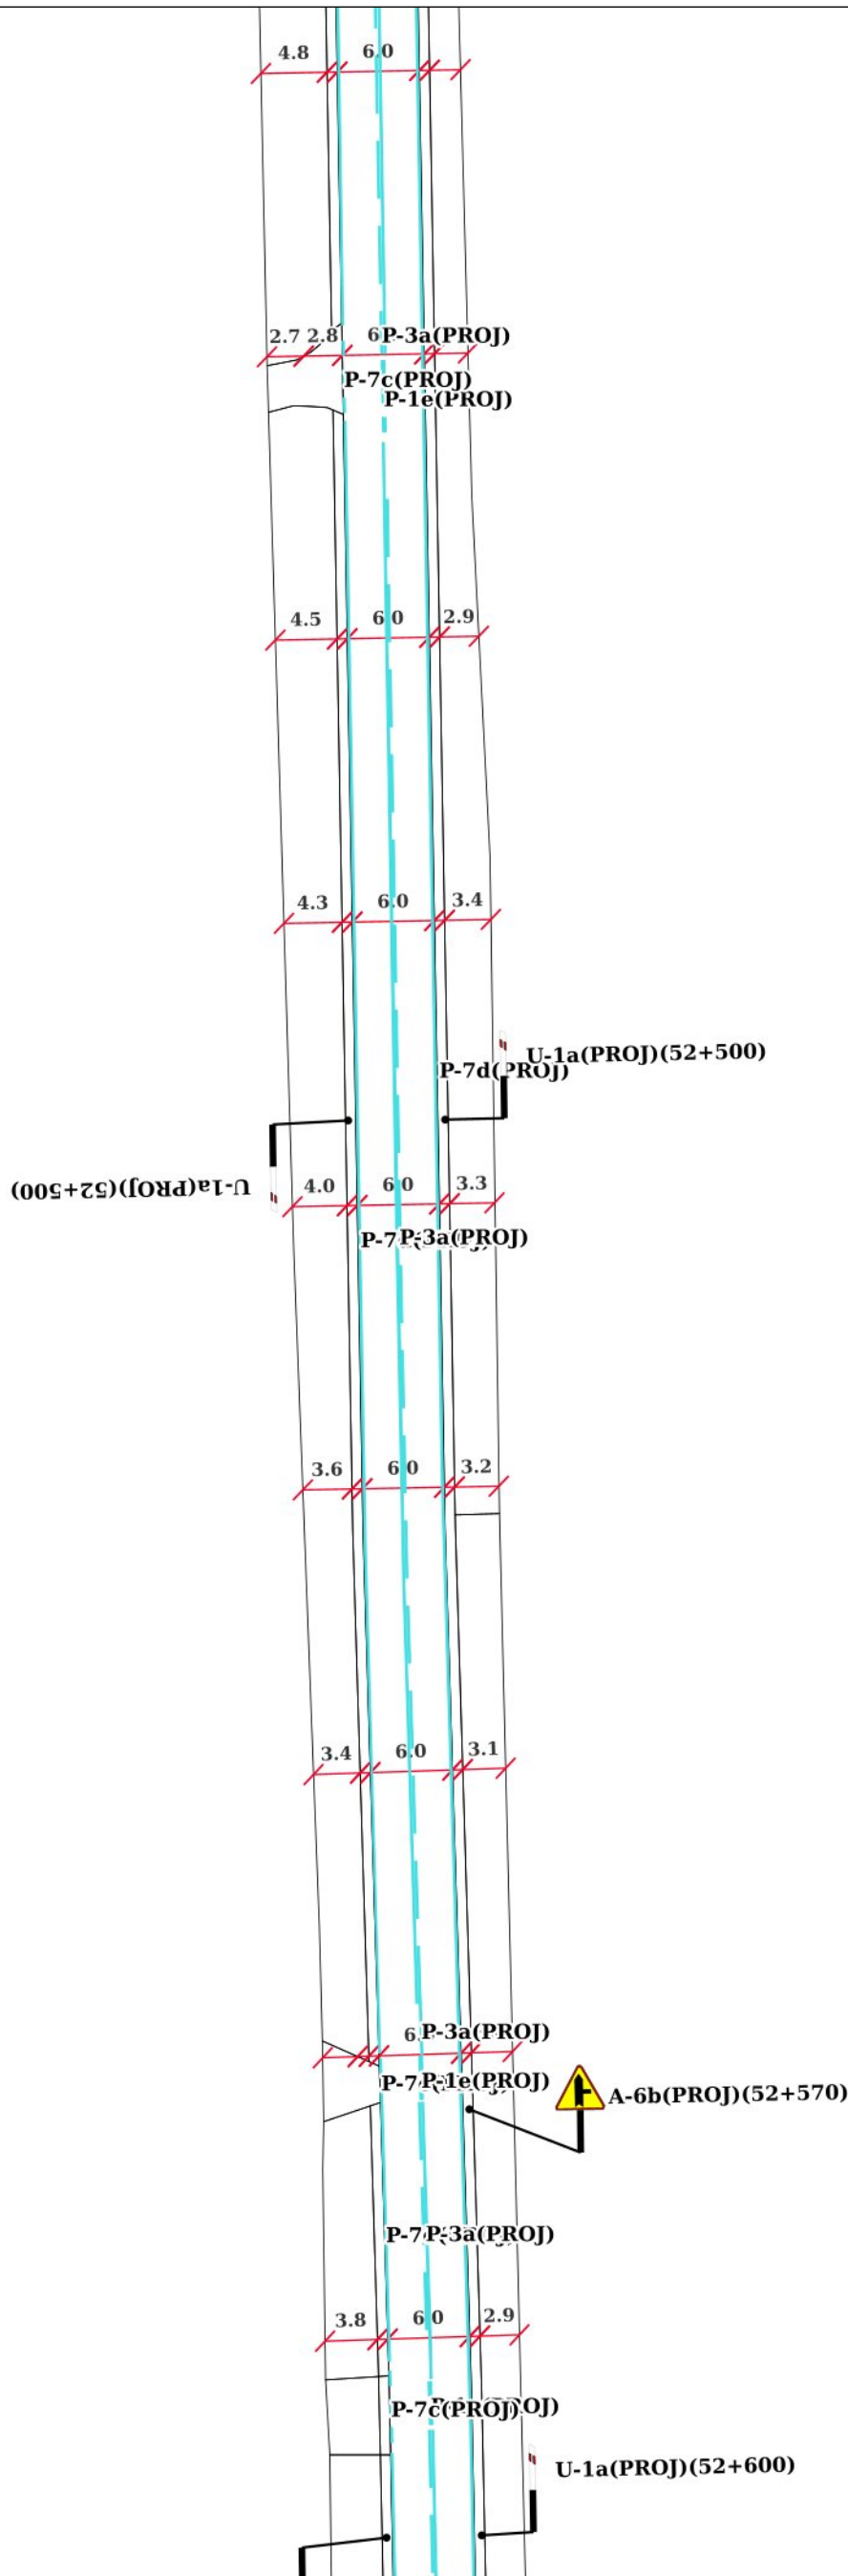 4.8 6.0
2.7 2.8 6 P-3a(PROJ)
P-7c(PROJ)
P-1e(PROJ)
4.5 6.0 2.9
4.3 6.0 3.4
U-1a(PROJ)(52+500)
P-7d(PROJ)
U-1a(PROJ)(52+500)
4.0 6.0 3.3
P-7 P-3a(PROJ)
3.6 6.0 3.2
3.4 6.0 3.1
6. P-3a(PROJ)
P-7 P-1e(PROJ)
A-6b(PROJ)(52+570)
P-7 P-3a(PROJ)
3.8 6.0 2.9
P-7c(PROJ)
U-1a(PROJ)(52+600)